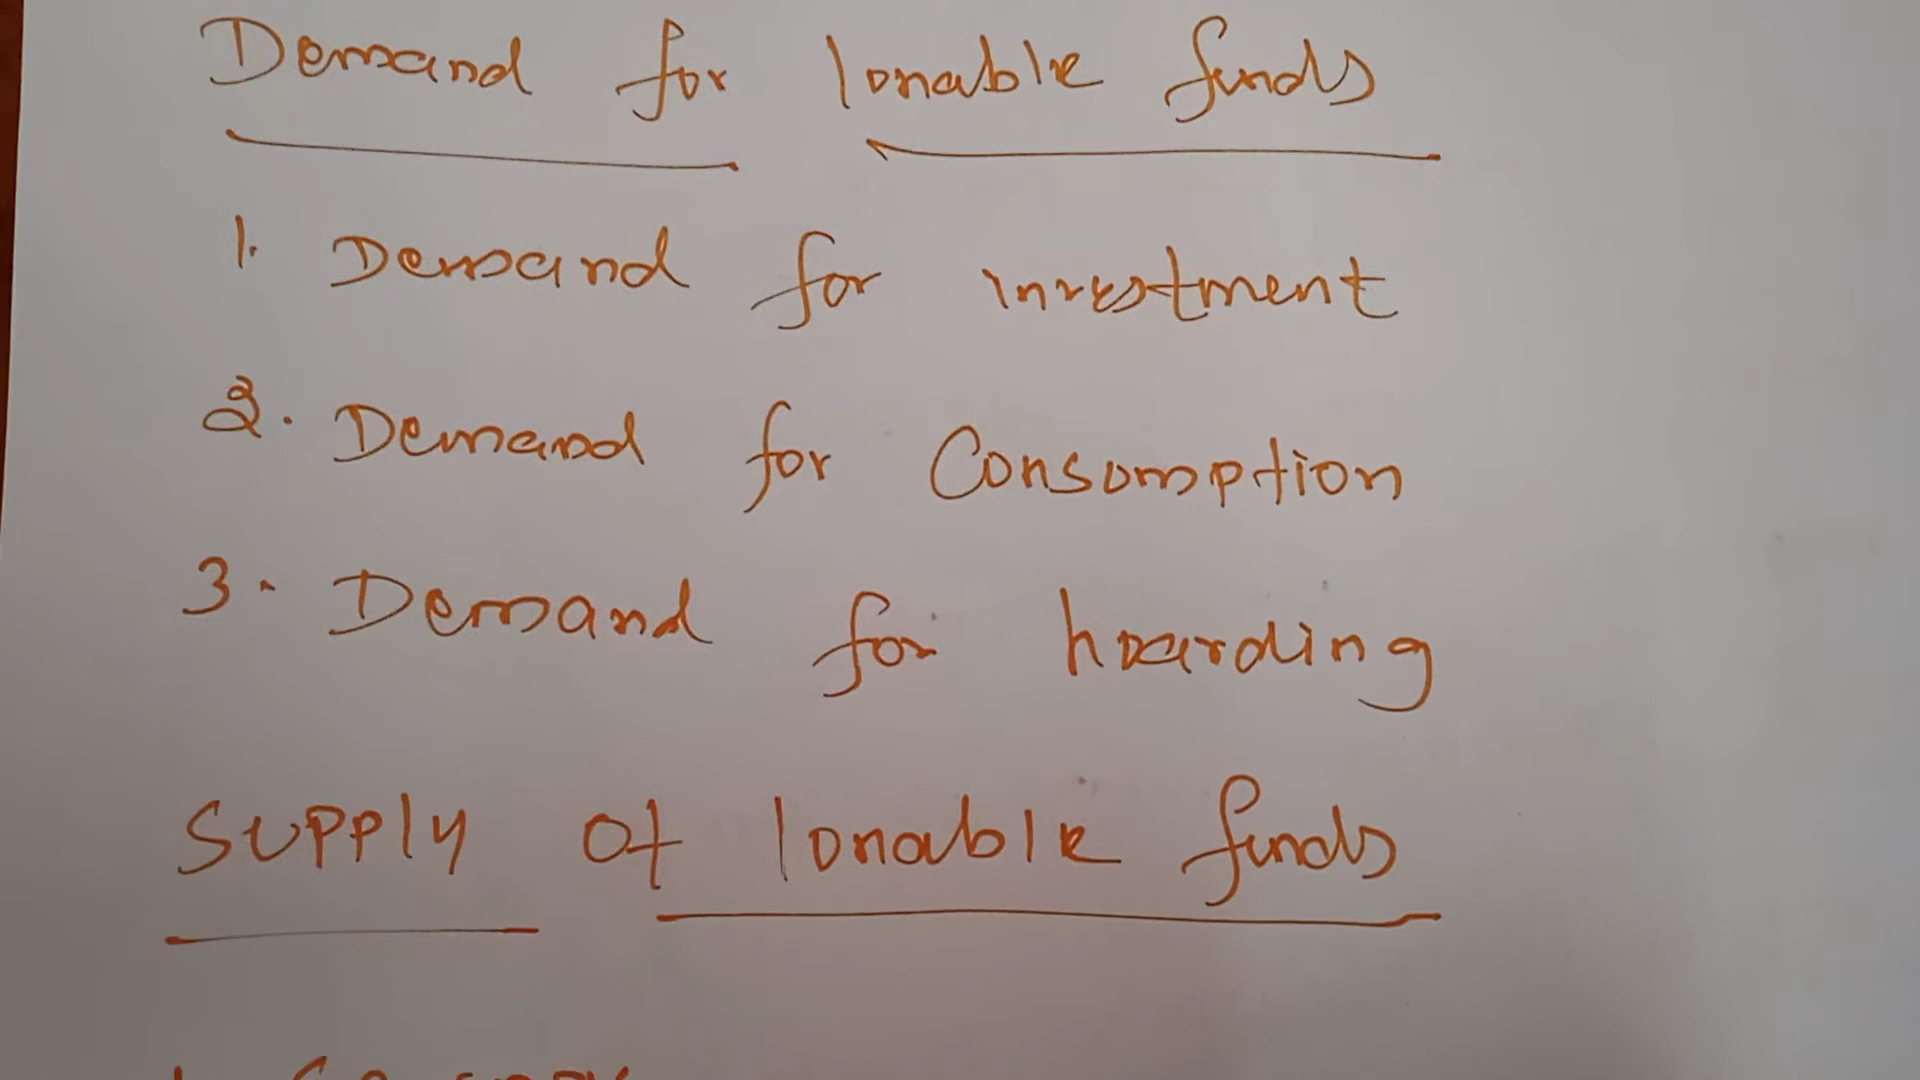 Demand for lonable funds
1. Demand for investment
2. Demand for Consomption
3. Demand for hoarding
Supply of lonable funds